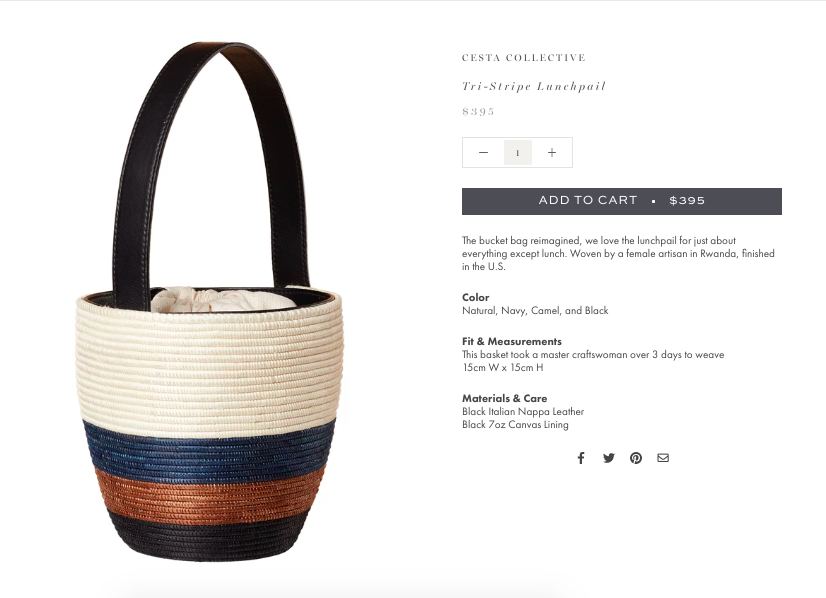 CESTA COLLECTIVE
Tri-Stripe Lunchpail
$395
− 1 +
ADD TO CART • $395
The bucket bag reimagined, we love the lunchpail for just about
everything except lunch. Woven by a female artisan in Rwanda, finished
in the U.S.
Color
Natural, Navy, Camel, and Black
Fit & Measurements
This basket took a master craftswoman over 3 days to weave
15cm W x 15cm H
Materials & Care
Black Italian Nappa Leather
Black 7oz Canvas Lining